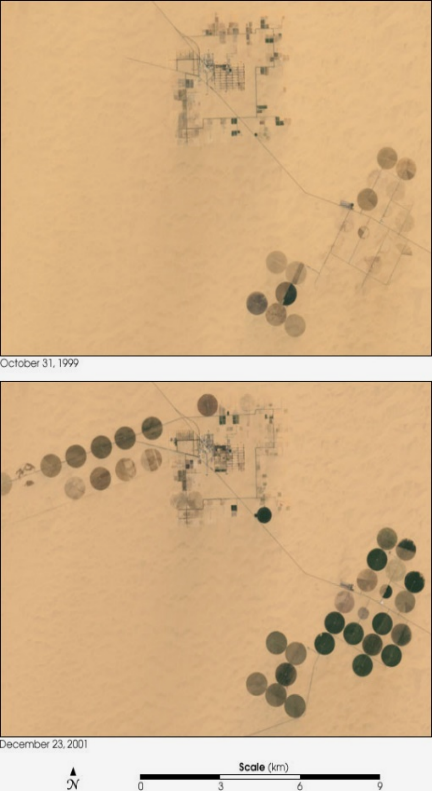 October 31, 1999
December 23, 2001
Scale (km)
N
0 3 6 9